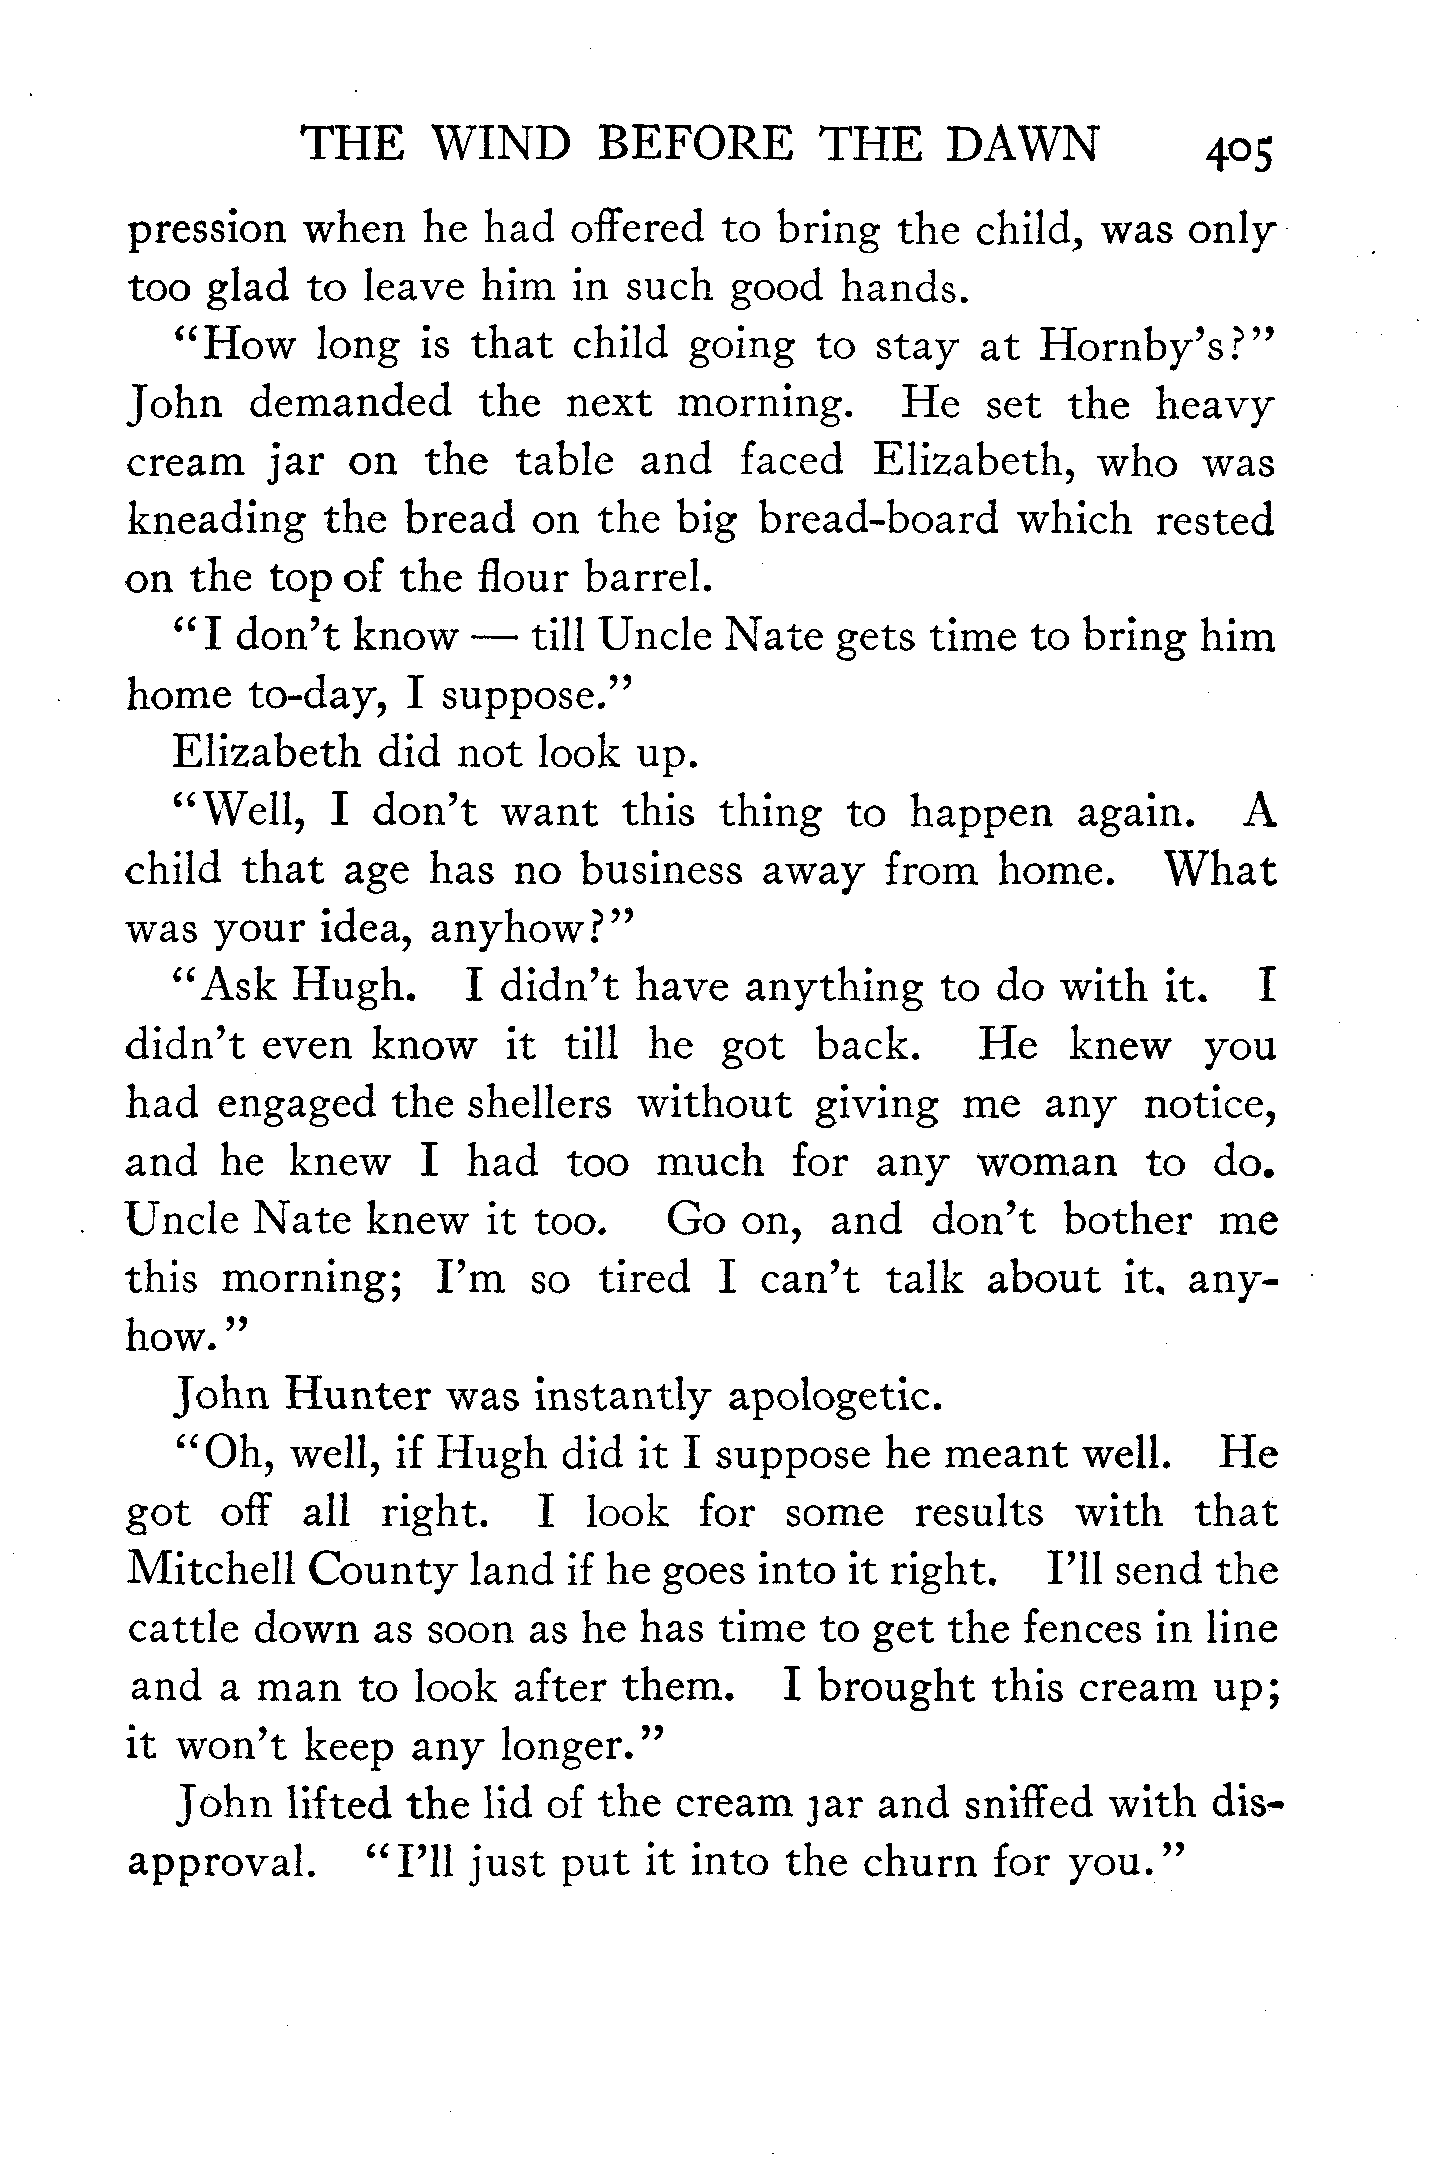 THE WIND BEFORE THE DAWN 405
pression when he had offered to bring the child, was only
too glad to leave him in such good hands.
“How long is that child going to stay at Hornby’s?”
John demanded the next morning. He set the heavy
cream jar on the table and faced Elizabeth, who was
kneading the bread on the big bread-board which rested
on the top of the flour barrel.
“I don’t know — till Uncle Nate gets time to bring him
home to-day, I suppose.”
Elizabeth did not look up.
“Well, I don’t want this thing to happen again. A
child that age has no business away from home. What
was your idea, anyhow?”
“Ask Hugh. I didn’t have anything to do with it. I
didn’t even know it till he got back. He knew you
had engaged the shellers without giving me any notice,
and he knew I had too much for any woman to do.
Uncle Nate knew it too. Go on, and don’t bother me
this morning; I’m so tired I can’t talk about it, any-
how.”
John Hunter was instantly apologetic.
“Oh, well, if Hugh did it I suppose he meant well. He
got off all right. I look for some results with that
Mitchell County land if he goes into it right. I’ll send the
cattle down as soon as he has time to get the fences in line
and a man to look after them. I brought this cream up;
it won’t keep any longer.”
John lifted the lid of the cream jar and sniffed with dis-
approval. “I’ll just put it into the churn for you.”